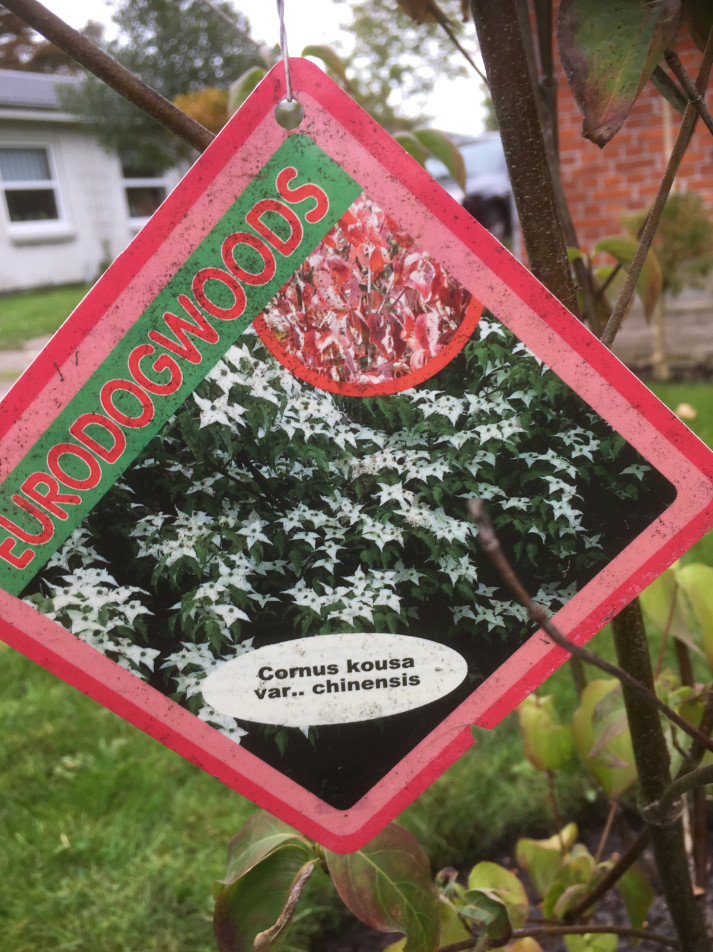 EURODOGWOODS
Cornus kousa
var.. chinensis